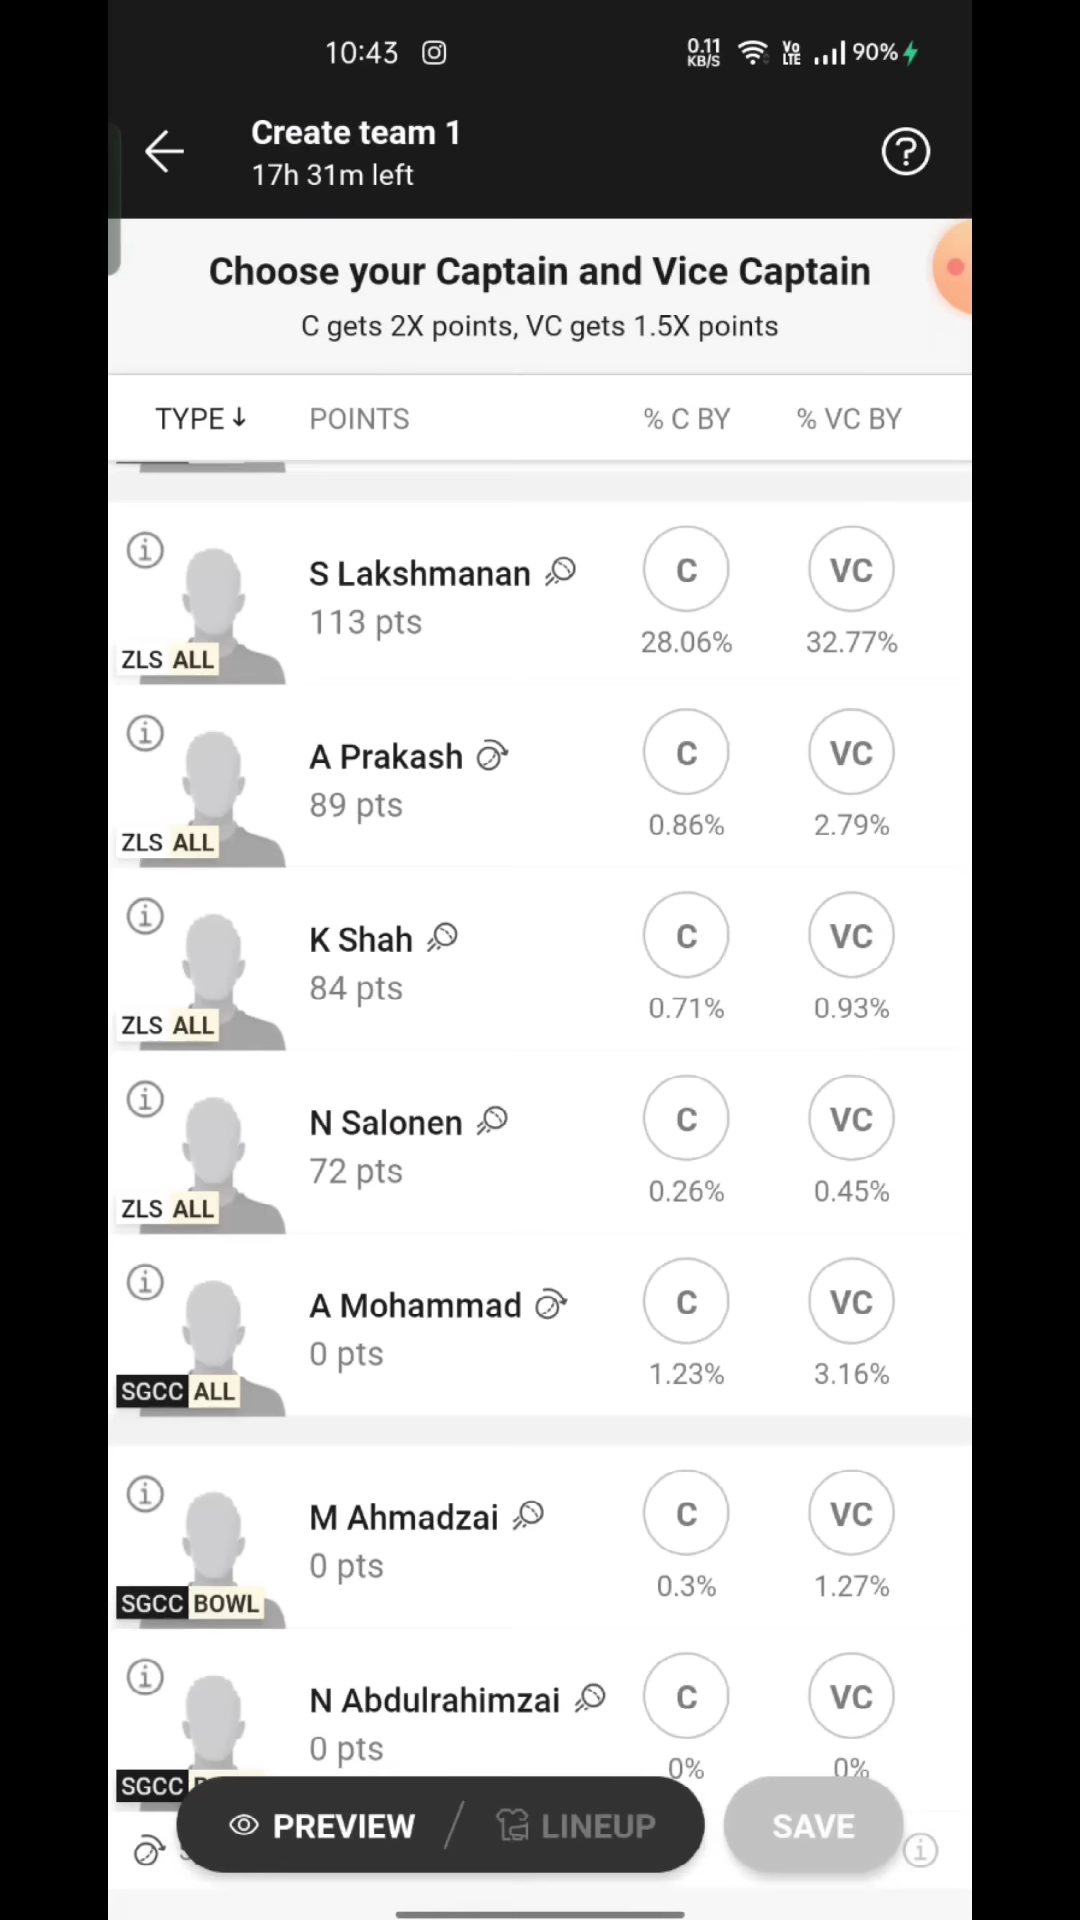 10:43
0.11 KB/S
Vo LTE
90%
Create team 1
17h 31m left
Choose your Captain and Vice Captain
C gets 2X points, VC gets 1.5X points
TYPE↓ POINTS % C BY % VC BY
S Lakshmanan C VC
113 pts
28.06% 32.77%
ZLS ALL
A Prakash C VC
89 pts
0.86% 2.79%
ZLS ALL
K Shah C VC
84 pts
0.71% 0.93%
ZLS ALL
N Salonen C VC
72 pts
0.26% 0.45%
ZLS ALL
A Mohammad C VC
0 pts
1.23% 3.16%
SGCC ALL
M Ahmadzai C VC
0 pts
0.3% 1.27%
SGCC BOWL
N Abdulrahimzai C VC
0 pts
0% 0%
SGCC
PREVIEW / LINEUP SAVE